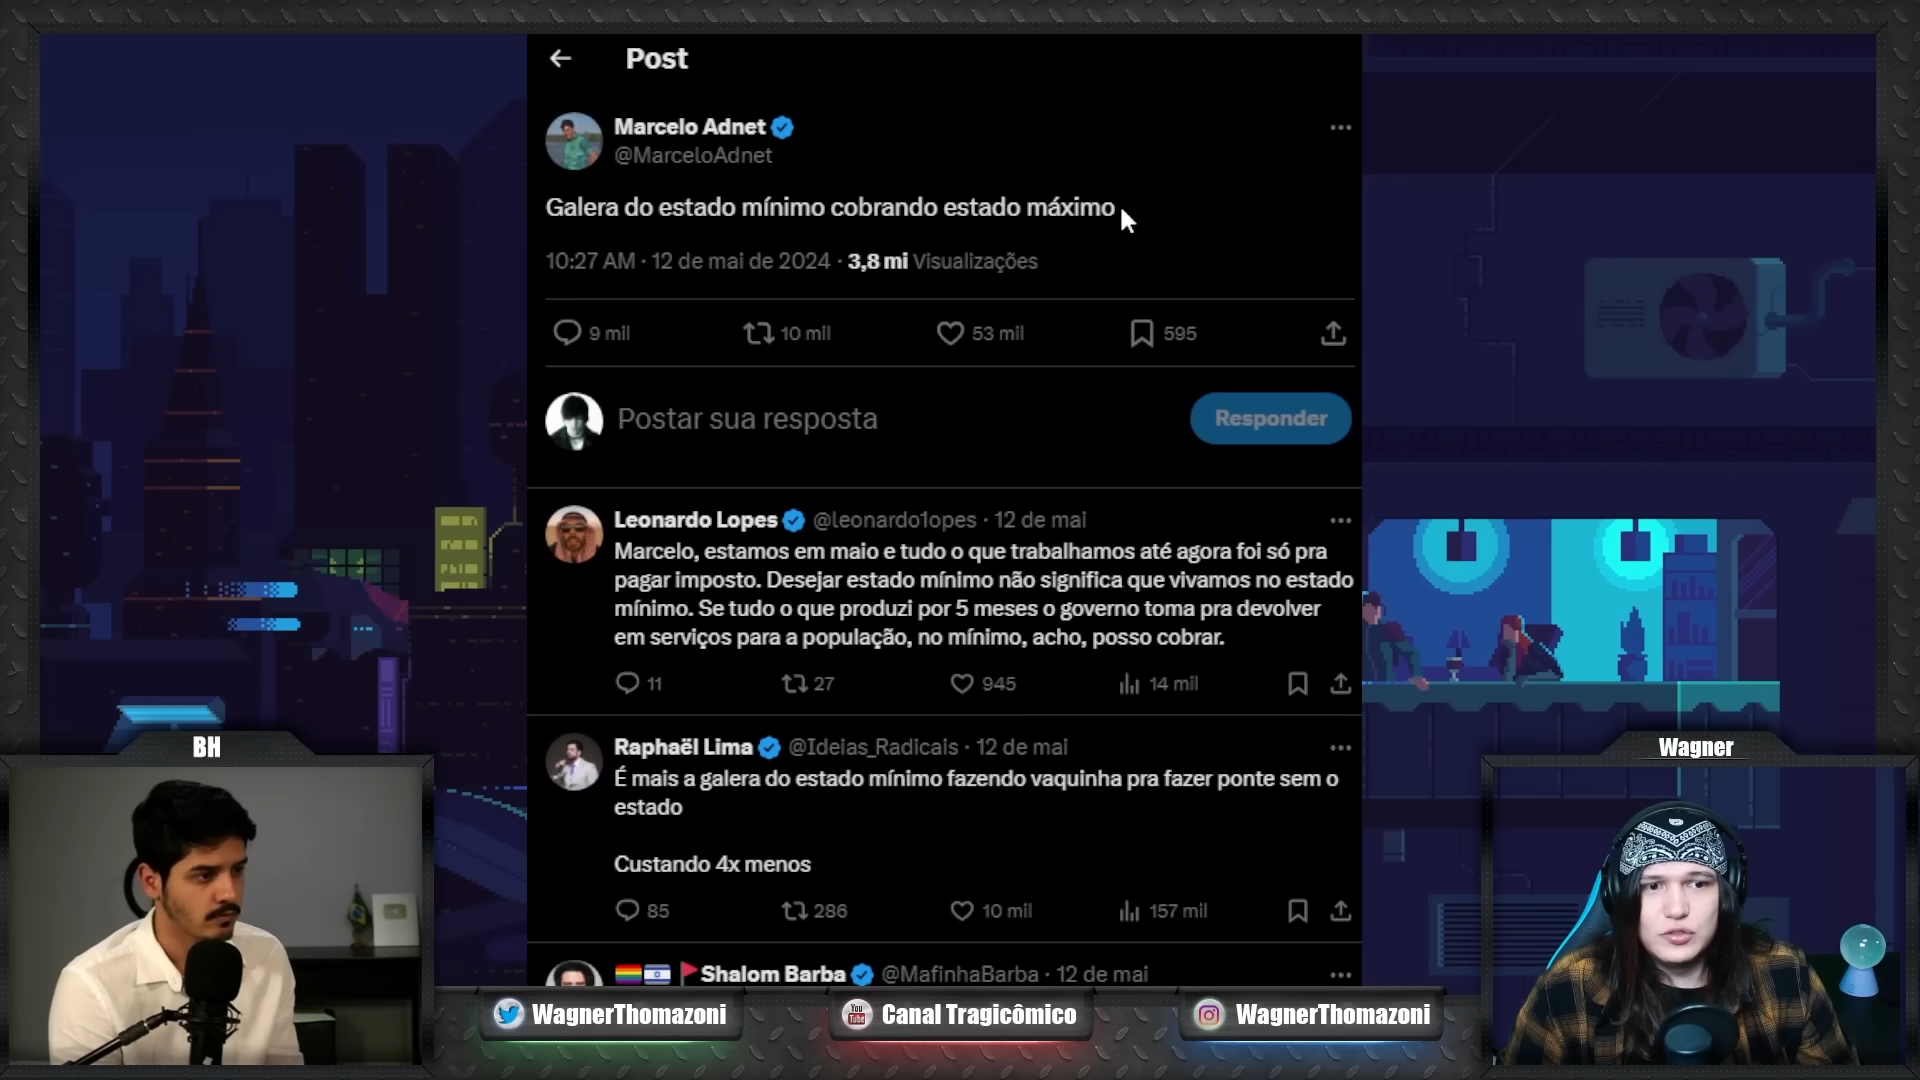 Post
Marcelo Adnet
@MarceloAdnet
Galera do estado mínimo cobrando estado máximo
10:27 AM · 12 de mai de 2024 · 3,8 mi Visualizações
9 mil 10 mil 53 mil 595
Postar sua resposta Responder
Leonardo Lopes @leonardo1opes · 12 de mai
Marcelo, estamos em maio e tudo o que trabalhamos até agora foi só pra
pagar imposto. Desejar estado mínimo não significa que vivamos no estado
mínimo. Se tudo o que produzi por 5 meses o governo toma pra devolver
em serviços para a população, no mínimo, acho, posso cobrar.
11 27 945 14 mil
Raphaël Lima @Ideias_Radicais · 12 de mai
É mais a galera do estado mínimo fazendo vaquinha pra fazer ponte sem o
estado
Custando 4x menos
85 286 10 mil 157 mil
Shalom Barba @MafinhaBarba · 12 de mai
BH
Wagner
WagnerThomazoni
You Tube
Canal Tragicômico
WagnerThomazoni